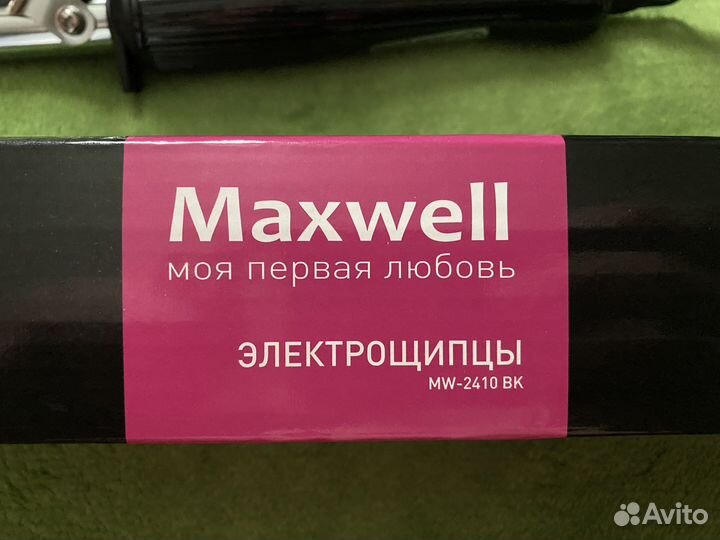 Maxwell
моя первая любовь
ЭЛЕКТРОЩИПЦЫ
MW-2410 BK
Avito